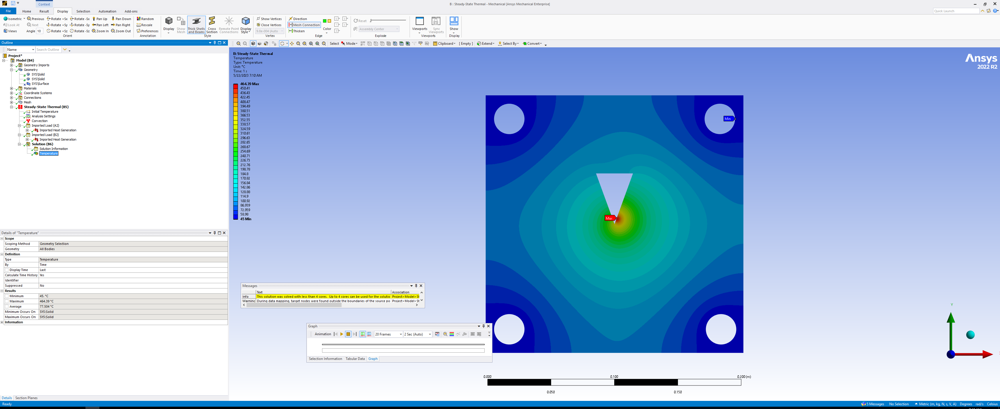 Context
B : Steady-State Thermal - Mechanical [Ansys Mechanical Enterprise]
File Home Result Display Selection Automation Add-ons
Quick Launch
Isometric Previous Rotate +Sx Rotate -Sx Pan Up Pan Down
Look At Next Rotate +Sy Rotate -Sy Pan Left Pan Right
Views Angle 10 Rotate +Sz Rotate -Sz Zoom In Zoom Out
Orient
Random
Rescale
Preferences
Annotation
Display
Show Mesh
Thick Shells and Beams
Cross Section
Remote Point Connections
Display Style
Style
Show Vertices
Close Vertices
9.8e-004 (Auto
Vertex
Direction
Mesh Connection
Thicken
Color
Edge
Reset
Assembly Center
Explode
Viewports
Sync Viewports
Viewports
Show
Display
Outline
Name Search Outline
Select Mode Clipboard [ Empty ] Extend Select By Convert
Project*
Model (B4)
Geometry Imports
Geometry
SYS\Solid
SYS\Solid
SYS\Surface
Materials
Coordinate Systems
Connections
Mesh
Steady-State Thermal (B5)
Initial Temperature
Analysis Settings
Convection
Imported Load (A2)
Imported Heat Generation
Imported Load (B2)
Imported Heat Generation
Solution (B6)
Solution Information
Temperature
B: Steady-State Thermal
Temperature
Type: Temperature
Unit: °C
Time: 1 s
5/22/2023 7:10 AM
464.39 Max
450.41
436.43
422.45
408.47
394.49
380.51
366.53
352.55
338.57
324.59
310.61
296.63
282.65
268.67
254.69
240.71
226.73
212.76
198.78
184.8
170.82
156.84
142.86
128.88
114.9
100.92
86.939
72.959
58.98
45 Min
Ansys
2022 R2
Min
Max
Details of "Temperature"
Scope
Scoping Method Geometry Selection
Geometry All Bodies
Definition
Type Temperature
By Time
Display Time Last
Calculate Time History Yes
Identifier
Suppressed No
Results
Minimum 45. °C
Maximum 464.39 °C
Average 77.504 °C
Minimum Occurs On SYS\Solid
Maximum Occurs On SYS\Solid
Information
Messages
Text Association
Info This solution was solved with less than 4 cores. Up to 4 cores can be used for the solutio Project>Model>St
Warninc During data mapping, target nodes were found outside the boundaries of the source po Project>Model>St
Graph
Animation 20 Frames 2 Sec (Auto)
Selection Information Tabular Data Graph
0.000 0.100 0.200 (m)
0.050 0.150
Y
Details Section Planes
Ready
5 Messages No Selection Metric (m, kg, N, s, V, A) Degrees rad/s Celsius